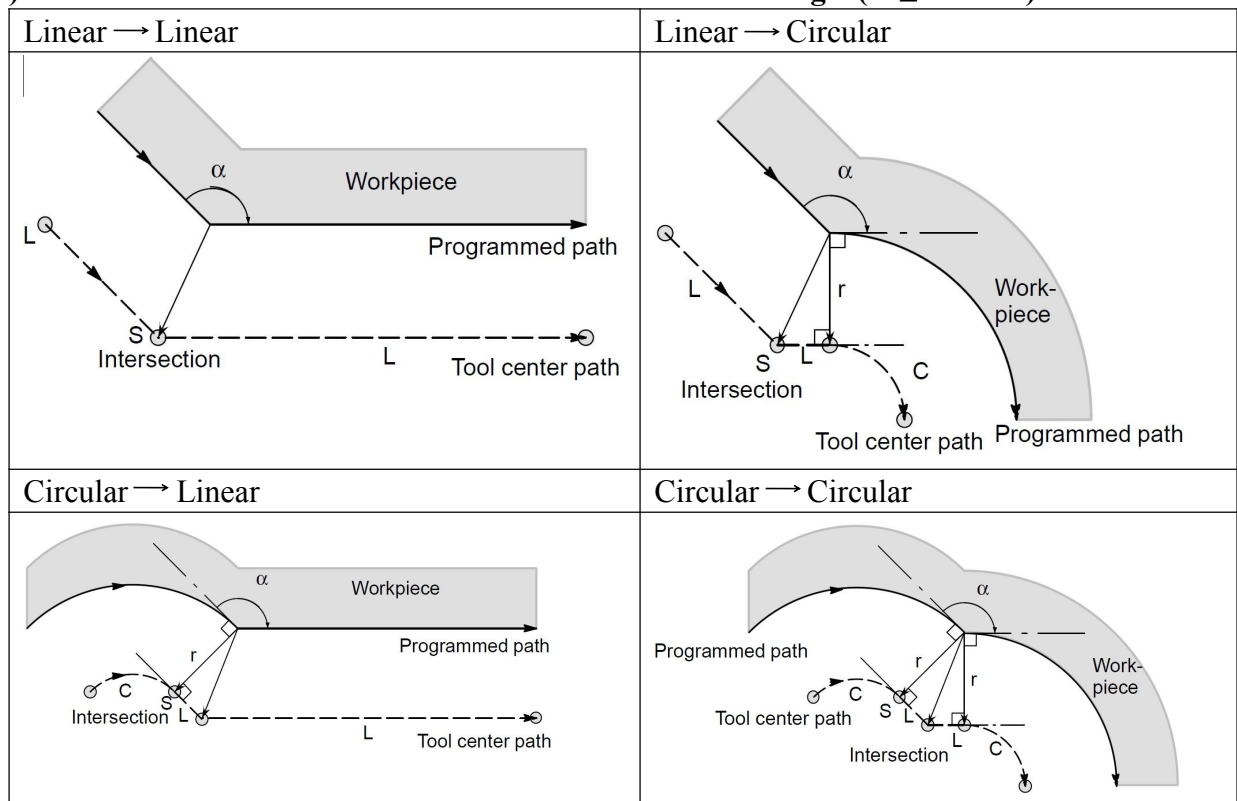 Linear → Linear
Linear → Circular
α
Workpiece
Programmed path
L
S
Intersection
L
Tool center path
α
Work-
piece
r
L
S
L
Intersection
C
Tool center path
Programmed path
Circular → Linear
Circular → Circular
α
Workpiece
Programmed path
r
C
S
Intersection
L
L
Tool center path
α
Programmed path
Work-
piece
r
r
C
S
L
Tool center path
L
C
Intersection